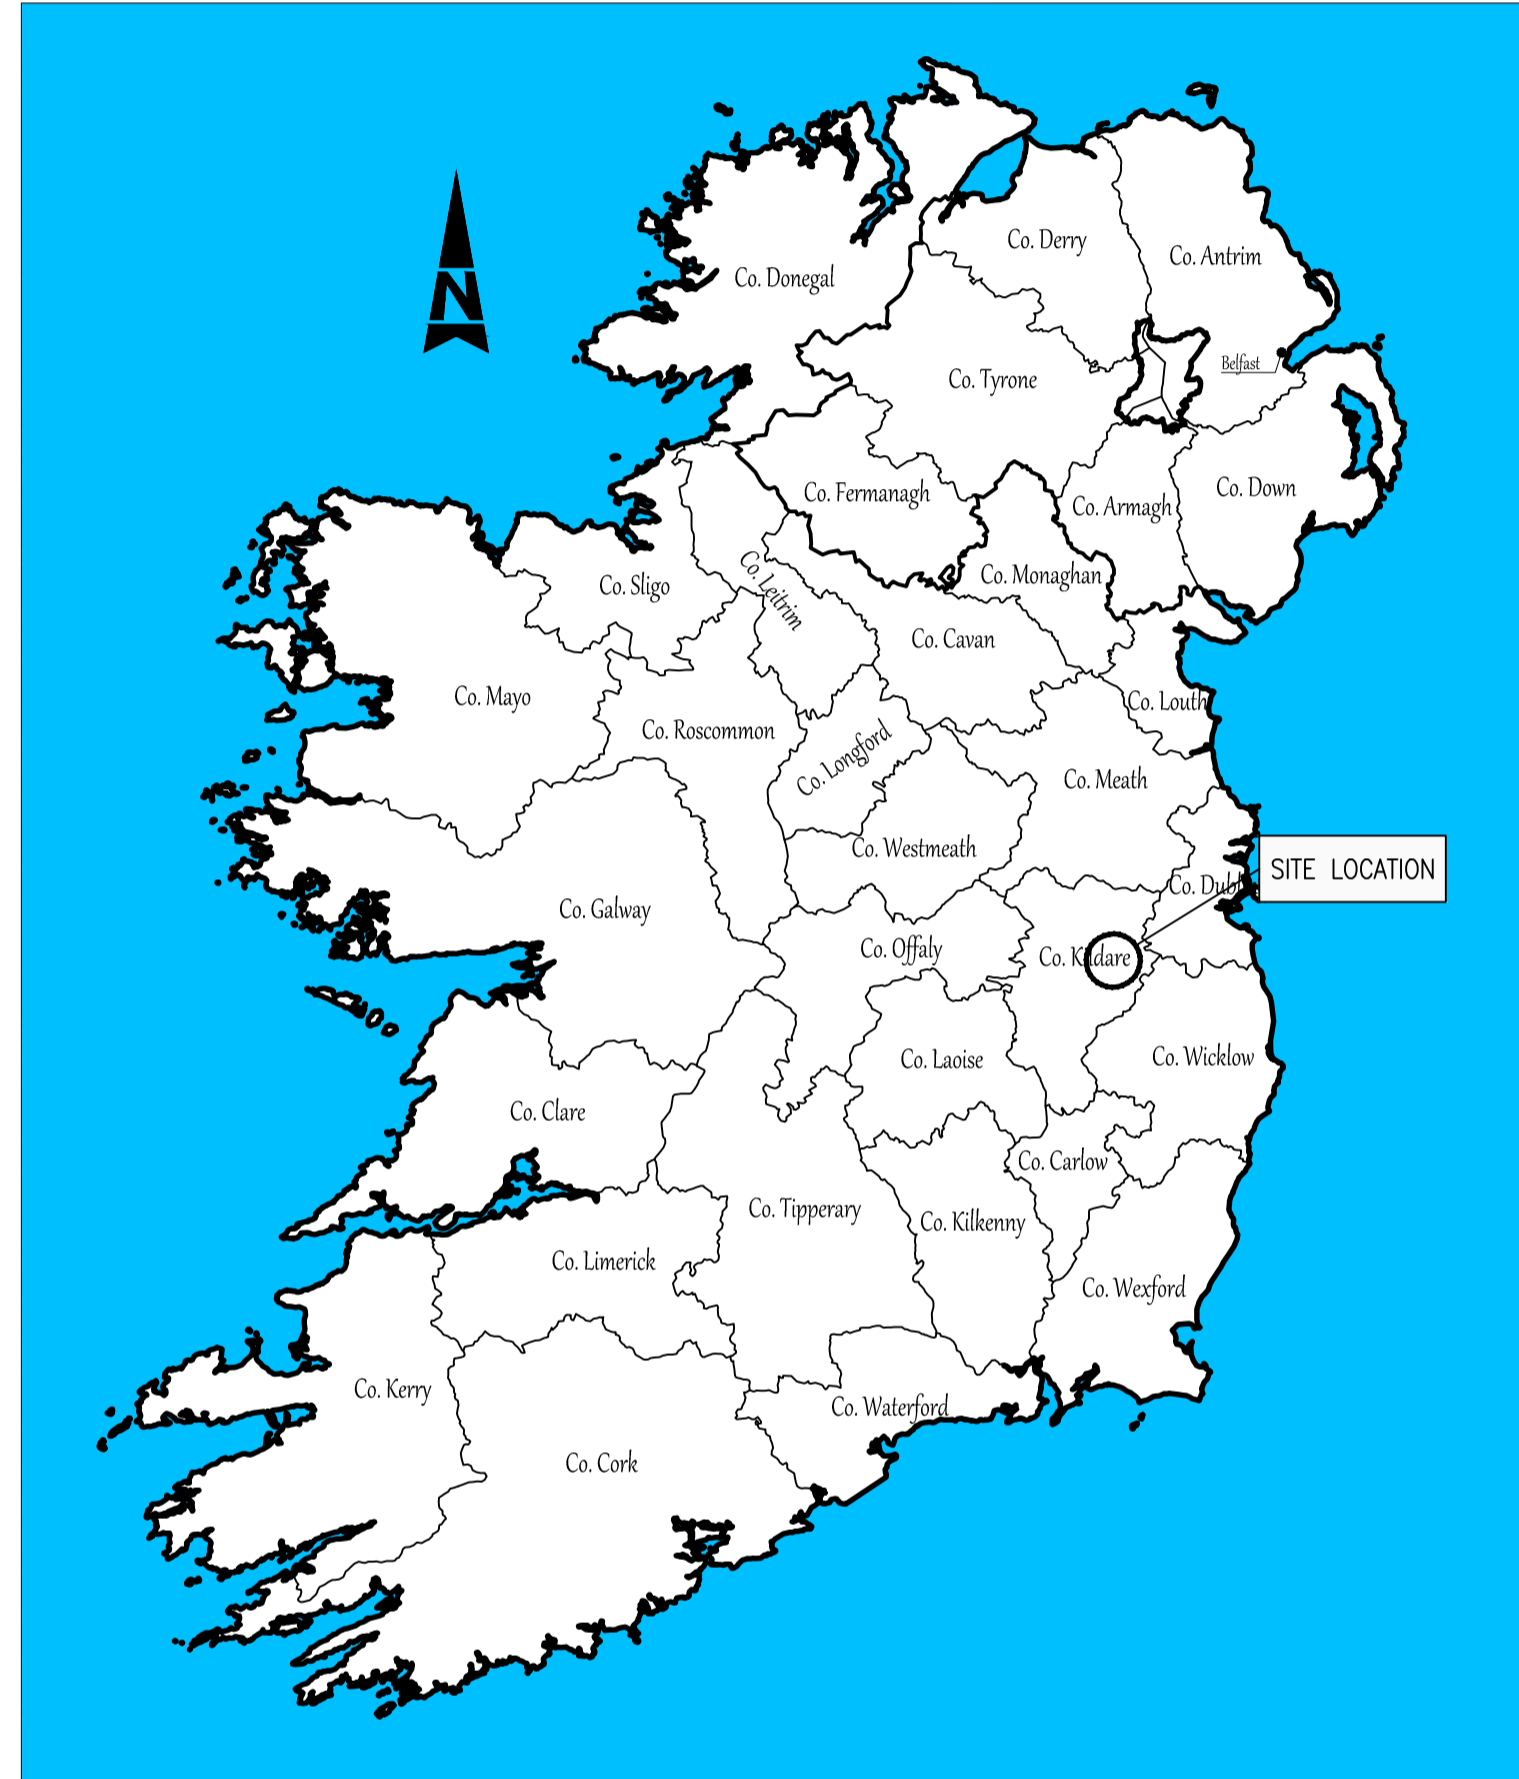 Co. Derry
Co. Antrim
Co. Donegal
N
Belfast
Co. Tyrone
Co. Fermanagh
Co. Down
Co. Armagh
Co. Monaghan
Co. Sligo
Co. Leitrim
Co. Cavan
Co. Mayo
Co. Louth
Co. Roscommon
Co. Longford
Co. Meath
Co. Westmeath
SITE LOCATION
Co. Dubl
Co. Galway
Co. Offaly
Co. Kildare
Co. Laoise
Co. Wicklow
Co. Clare
Co. Carlow
Co. Tipperary
Co. Kilkenny
Co. Limerick
Co. Wexford
Co. Kerry
Co. Waterford
Co. Cork